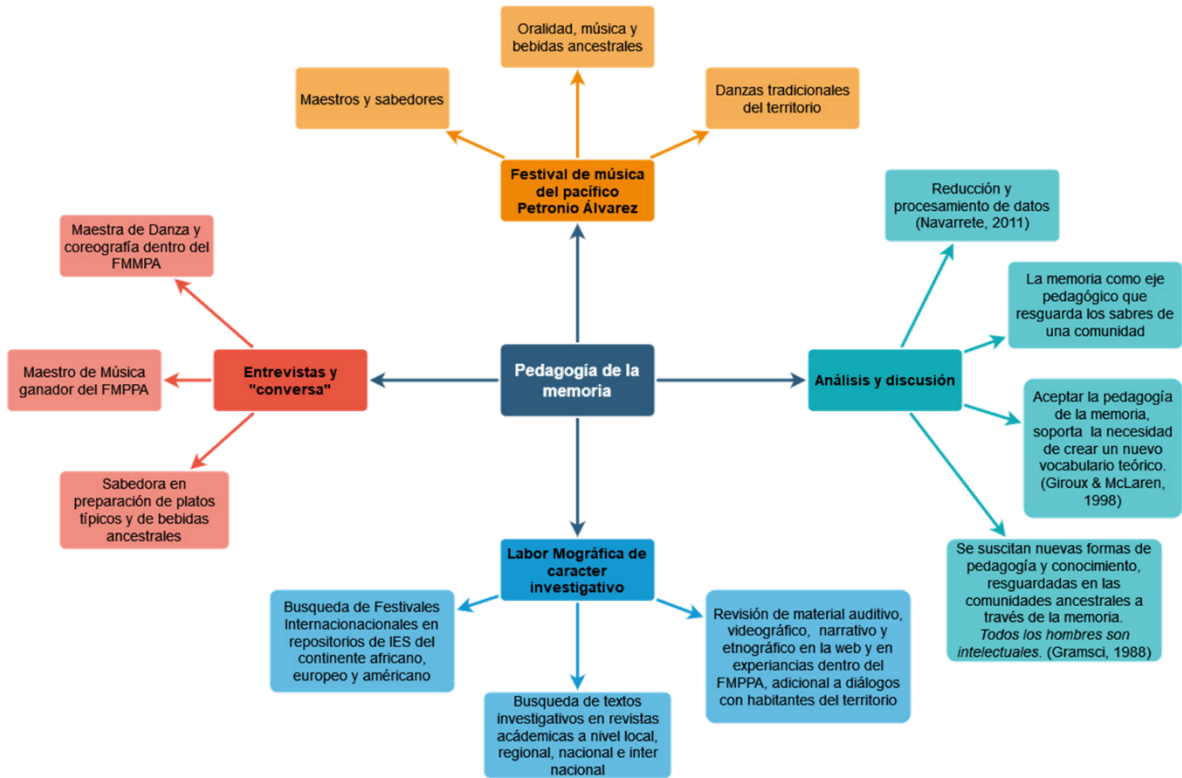 Oralidad, música y
bebidas ancestrales
Maestros y sabedores
Danzas tradicionales
del territorio
Festival de música
del pacífico
Petronio Álvarez
Maestra de Danza y
coreografía dentro del
FMMPA
Maestro de Música
ganador del FMPPA
Sabedora en
preparación de platos
típicos y de bebidas
ancestrales
Entrevistas y
"conversa"
Pedagogía de la
memoria
Análisis y discusión
Reducción y
procesamiento de datos
(Navarrete, 2011)
La memoria como eje
pedagógico que
resguarda los sabres de
una comunidad
Aceptar la pedagogía
de la memoria,
soporta la necesidad
de crear un nuevo
vocabulario teórico.
(Giroux & McLaren,
1998)
Se suscitan nuevas formas de
pedagogía y conocimiento,
resguardadas en las
comunidades ancestrales a
través de la memoria.
Todos los hombres son
intelectuales. (Gramsci, 1988)
Labor Mográfica de
caracter
investigativo
Busqueda de Festivales
Internacionacionales en
repositorios de IES del
continente africano,
europeo y américano
Busqueda de textos
investigativos en revistas
acádemicas a nivel local,
regional, nacional e inter
nacional
Revisión de material auditivo,
videográfico, narrativo y
etnográfico en la web y en
experiancias dentro del
FMPPA, adicional a diálogos
con habitantes del territorio